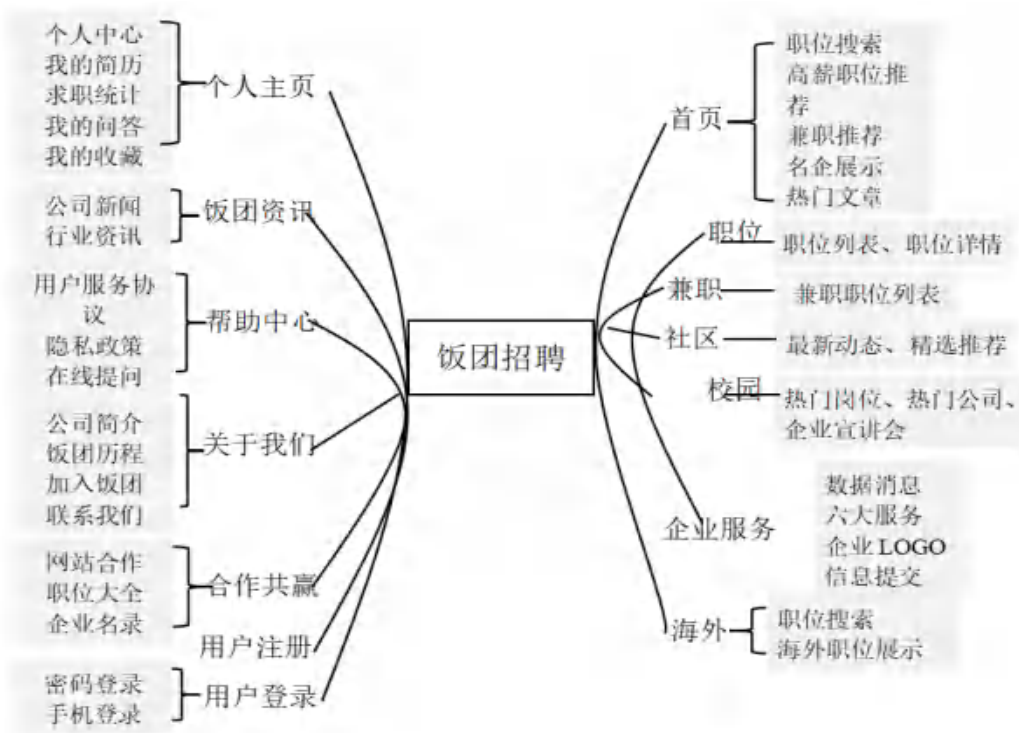 个人中心
我的简历
求职统计
我的问答
我的收藏
个人主页
公司新闻
行业资讯
饭团资讯
用户服务协
议
隐私政策
在线提问
帮助中心
公司简介
饭团历程
加入饭团
联系我们
关于我们
网站合作
职位大全
企业名录
合作共赢
用户注册
密码登录
手机登录
用户登录
饭团招聘
首页
职位搜索
高薪职位推
荐
兼职推荐
名企展示
热门文章
职位
职位列表、职位详情
兼职
兼职职位列表
社区
最新动态、精选推荐
校园
热门岗位、热门公司、
企业宣讲会
企业服务
数据消息
六大服务
企业 LOGO
信息提交
海外
职位搜索
海外职位展示